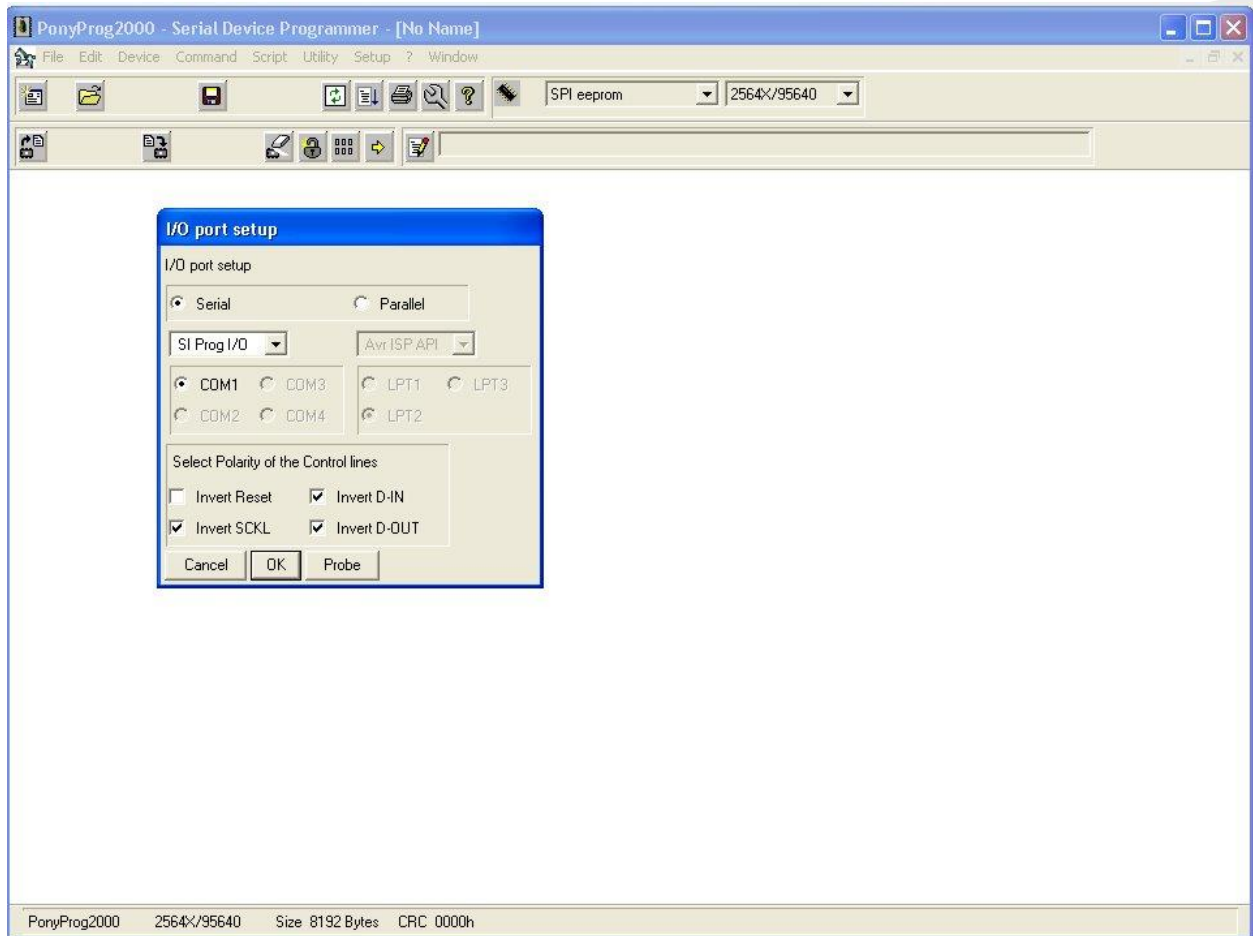 PonyProg2000 - Serial Device Programmer - [No Name]
File Edit Device Command Script Utility Setup ? Window
SPI eeprom 2564X/95640
I/O port setup
I/O port setup
Serial Parallel
SI Prog I/O Avr ISP API
COM1 COM3 LPT1 LPT3
COM2 COM4 LPT2
Select Polarity of the Control lines
Invert Reset Invert D-IN
Invert SCKL Invert D-OUT
Cancel OK Probe
PonyProg2000 2564X/95640 Size 8192 Bytes CRC 0000h